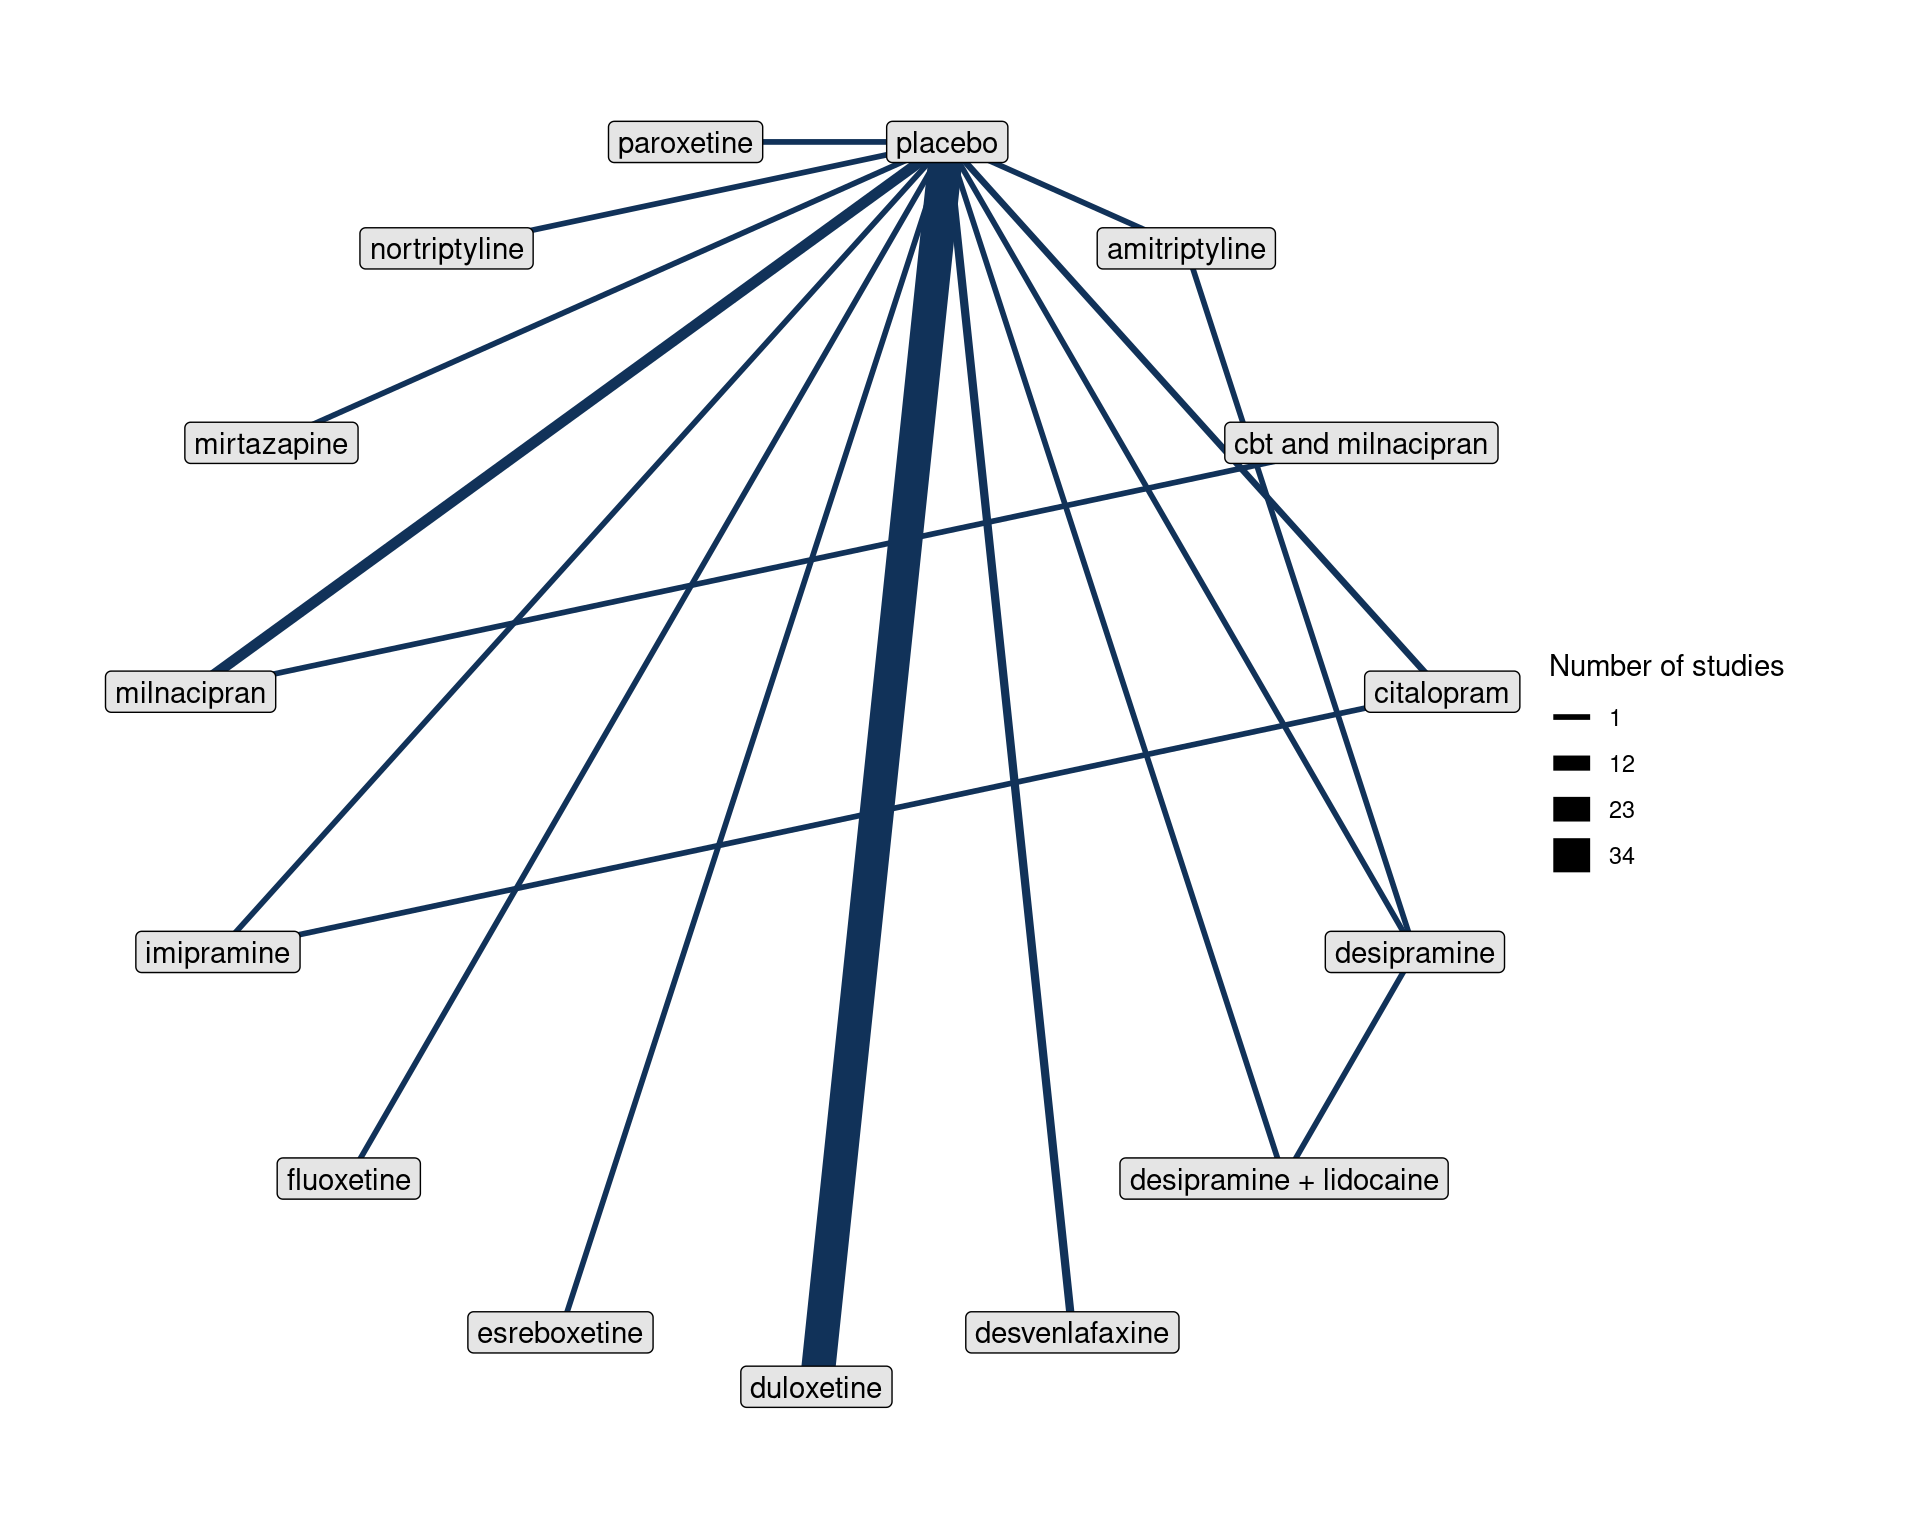 paroxetine
placebo
nortriptyline
amitriptyline
mirtazapine
cbt and milnacipran
milnacipran
citalopram
Number of studies
1
12
23
34
imipramine
desipramine
fluoxetine
desipramine + lidocaine
esreboxetine
desvenlafaxine
duloxetine